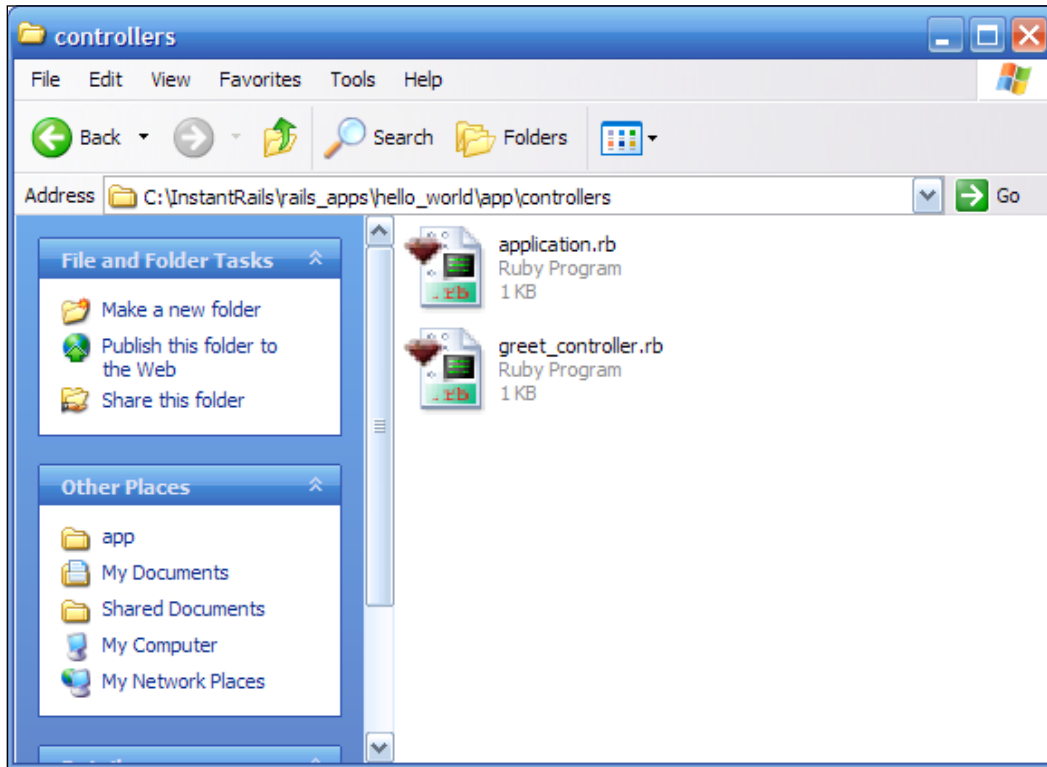 controllers
File Edit View Favorites Tools Help
Back Search Folders
Address C:\InstantRails\rails_apps\hello_world\app\controllers Go
File and Folder Tasks
Make a new folder
Publish this folder to
the Web
Share this folder
Other Places
app
My Documents
Shared Documents
My Computer
My Network Places
application.rb
Ruby Program
1 KB
greet_controller.rb
Ruby Program
1 KB